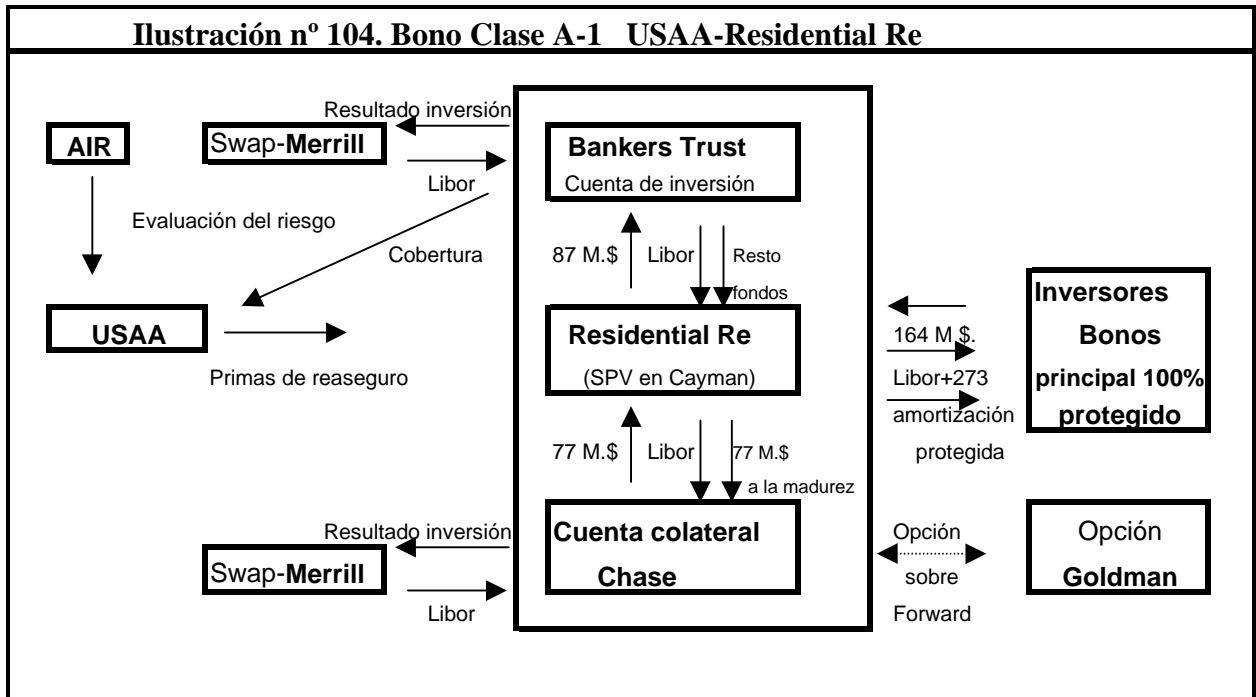 Ilustración nº 104. Bono Clase A-1 USAA-Residential Re
AIR
Swap-Merrill
Resultado inversión
Libor
Evaluación del riesgo
Cobertura
USAA
Primas de reaseguro
Bankers Trust
Cuenta de inversión
87 M.$
Libor
Resto
fondos
Residential Re
(SPV en Cayman)
77 M.$
Libor
77 M.$
a la madurez
Cuenta colateral
Chase
Resultado inversión
Swap-Merrill
Libor
164 M $.
Libor+273
amortización
protegida
Inversores
Bonos
principal 100%
protegido
Opción
sobre
Forward
Opción
Goldman